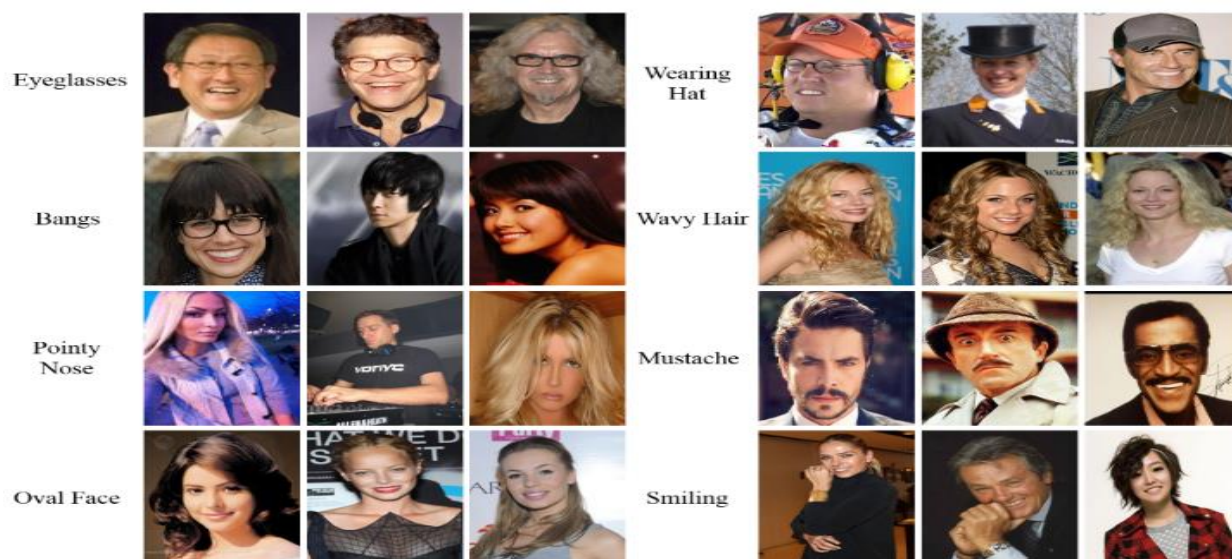 Eyeglasses
Wearing
Hat
Bangs
Wavy Hair
Pointy
Nose
Mustache
Oval Face
Smiling